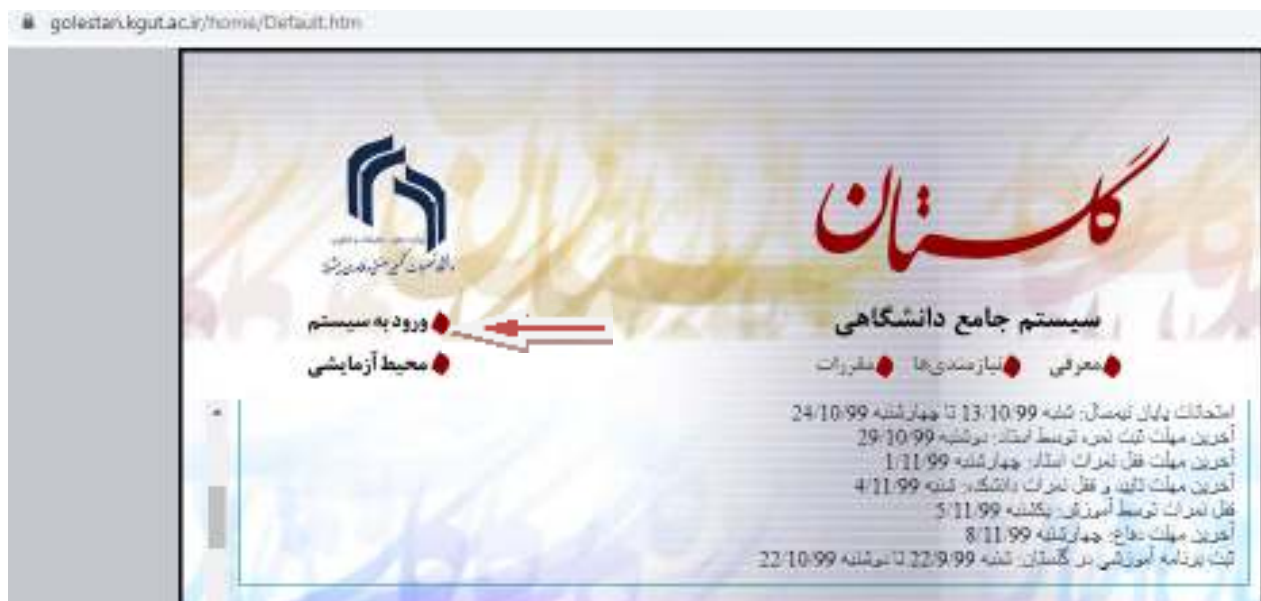 golestan.kgut.ac.ir/home/Default.htm
گلستان
سیستم جامع دانشگاهی
معرفی نیازمندی‌ها مقررات
ورود به سیستم
محیط آزمایشی
امتحانات پایان نیمسال: شنبه 13/10/99 تا چهارشنبه 24/10/99
آخرین مهلت ثبت نمره توسط استاد: دوشنبه 29/10/99
آخرین مهلت قفل نمرات استاد: چهارشنبه 1/11/99
آخرین مهلت تایید و قفل نمرات دانشکده: شنبه 4/11/99
قفل نمرات توسط آموزش: یکشنبه 5/11/99
آخرین مهلت دفاع: چهارشنبه 8/11/99
ثبت برنامه آموزشی در گلستان: شنبه 22/9/99 تا دوشنبه 22/10/99